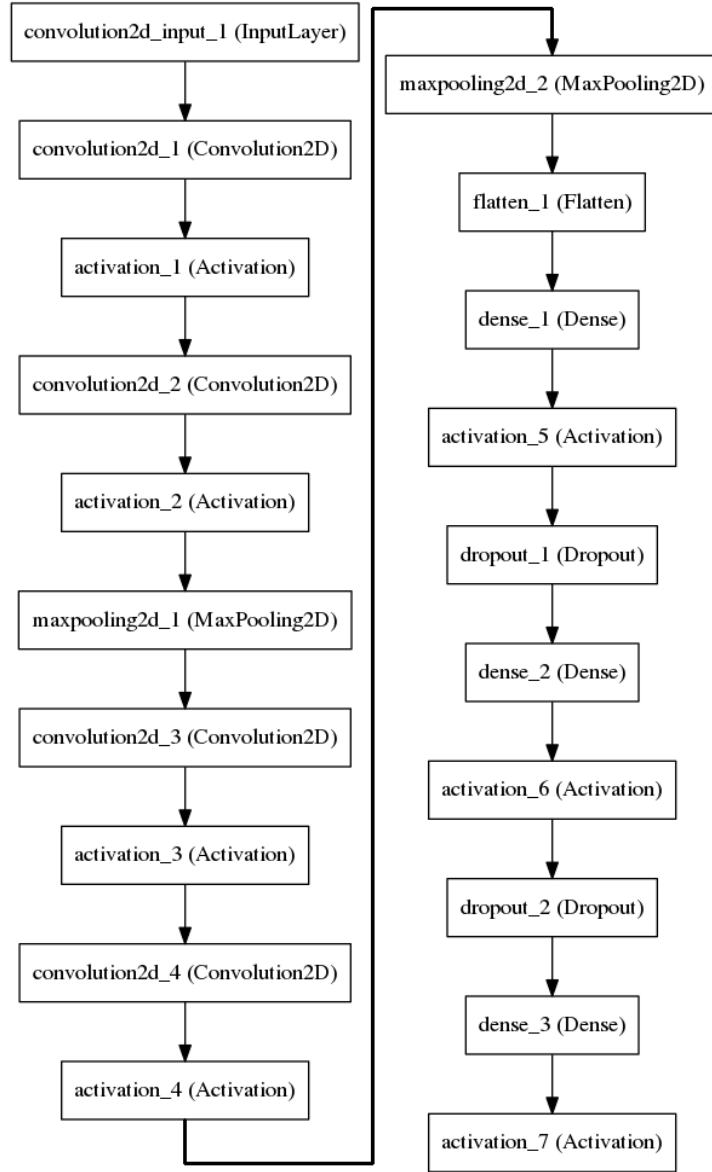 convolution2d_input_1 (InputLayer)
convolution2d_1 (Convolution2D)
activation_1 (Activation)
convolution2d_2 (Convolution2D)
activation_2 (Activation)
maxpooling2d_1 (MaxPooling2D)
convolution2d_3 (Convolution2D)
activation_3 (Activation)
convolution2d_4 (Convolution2D)
activation_4 (Activation)
maxpooling2d_2 (MaxPooling2D)
flatten_1 (Flatten)
dense_1 (Dense)
activation_5 (Activation)
dropout_1 (Dropout)
dense_2 (Dense)
activation_6 (Activation)
dropout_2 (Dropout)
dense_3 (Dense)
activation_7 (Activation)